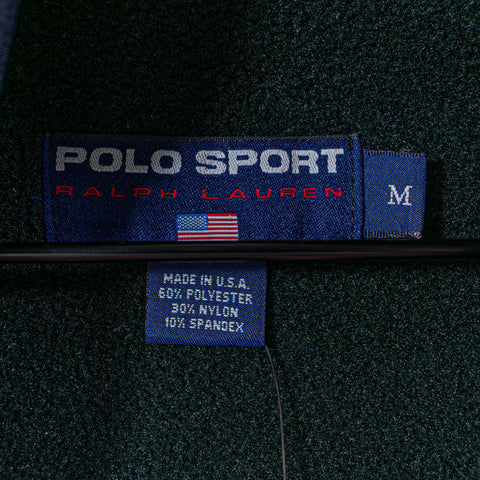 POLO SPORT
RALPH LAUREN
M
MADE IN U.S.A.
60% POLYESTER
30% NYLON
10% SPANDEX